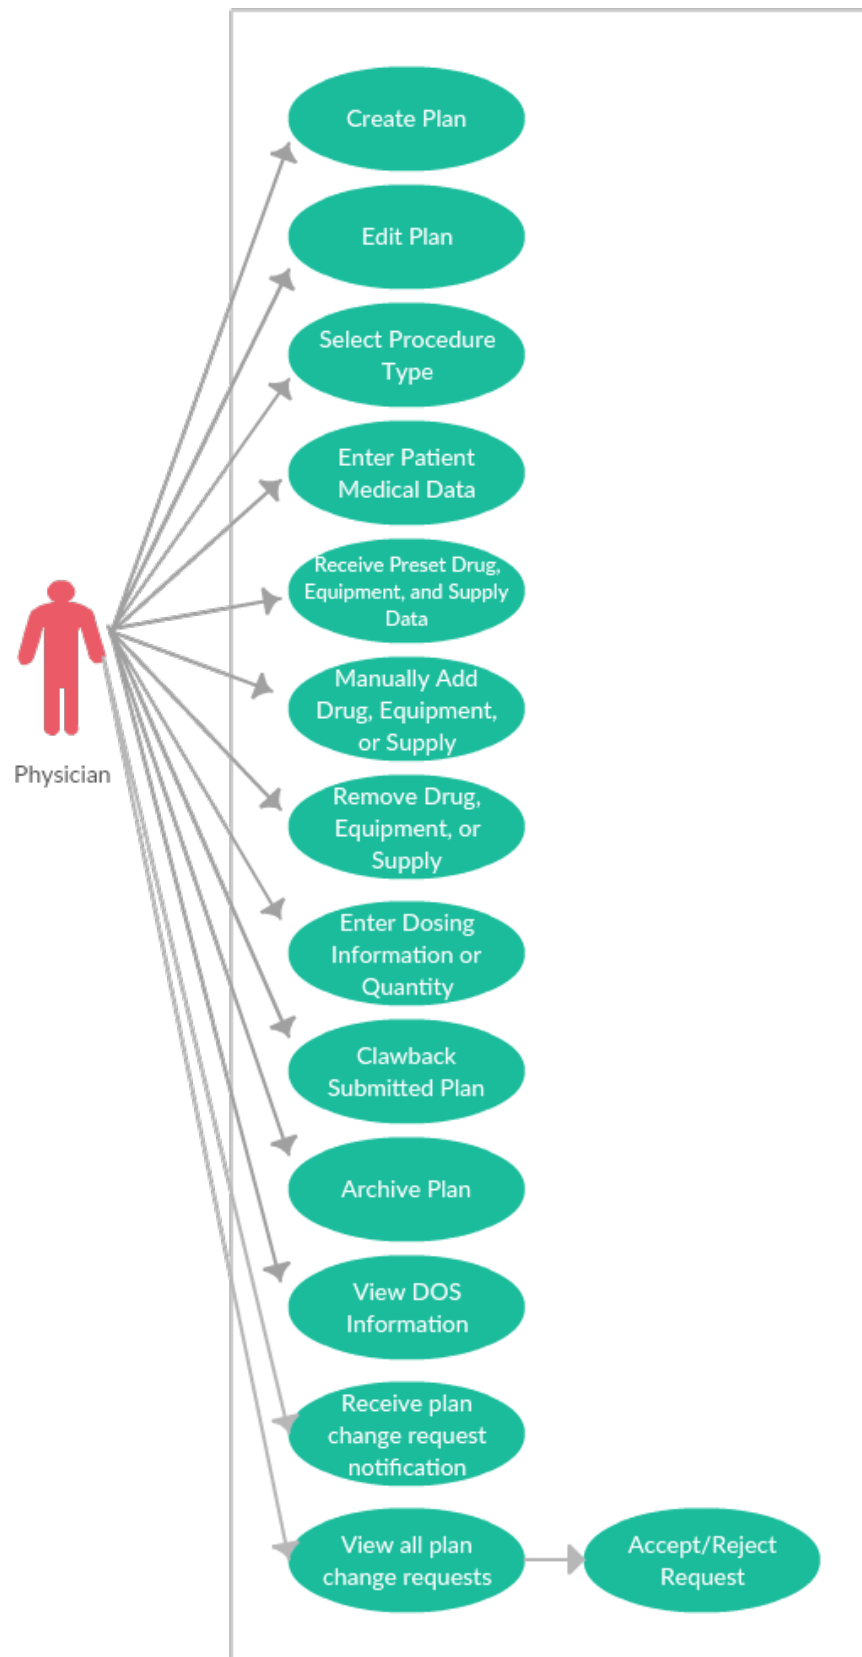 Create Plan
Edit Plan
Select Procedure
Type
Enter Patient
Medical Data
Receive Preset Drug,
Equipment, and Supply
Data
Manually Add
Drug, Equipment,
or Supply
Physician
Remove Drug,
Equipment, or
Supply
Enter Dosing
Information or
Quantity
Clawback
Submitted Plan
Archive Plan
View DOS
Information
Receive plan
change request
notification
View all plan
change requests
Accept/Reject
Request